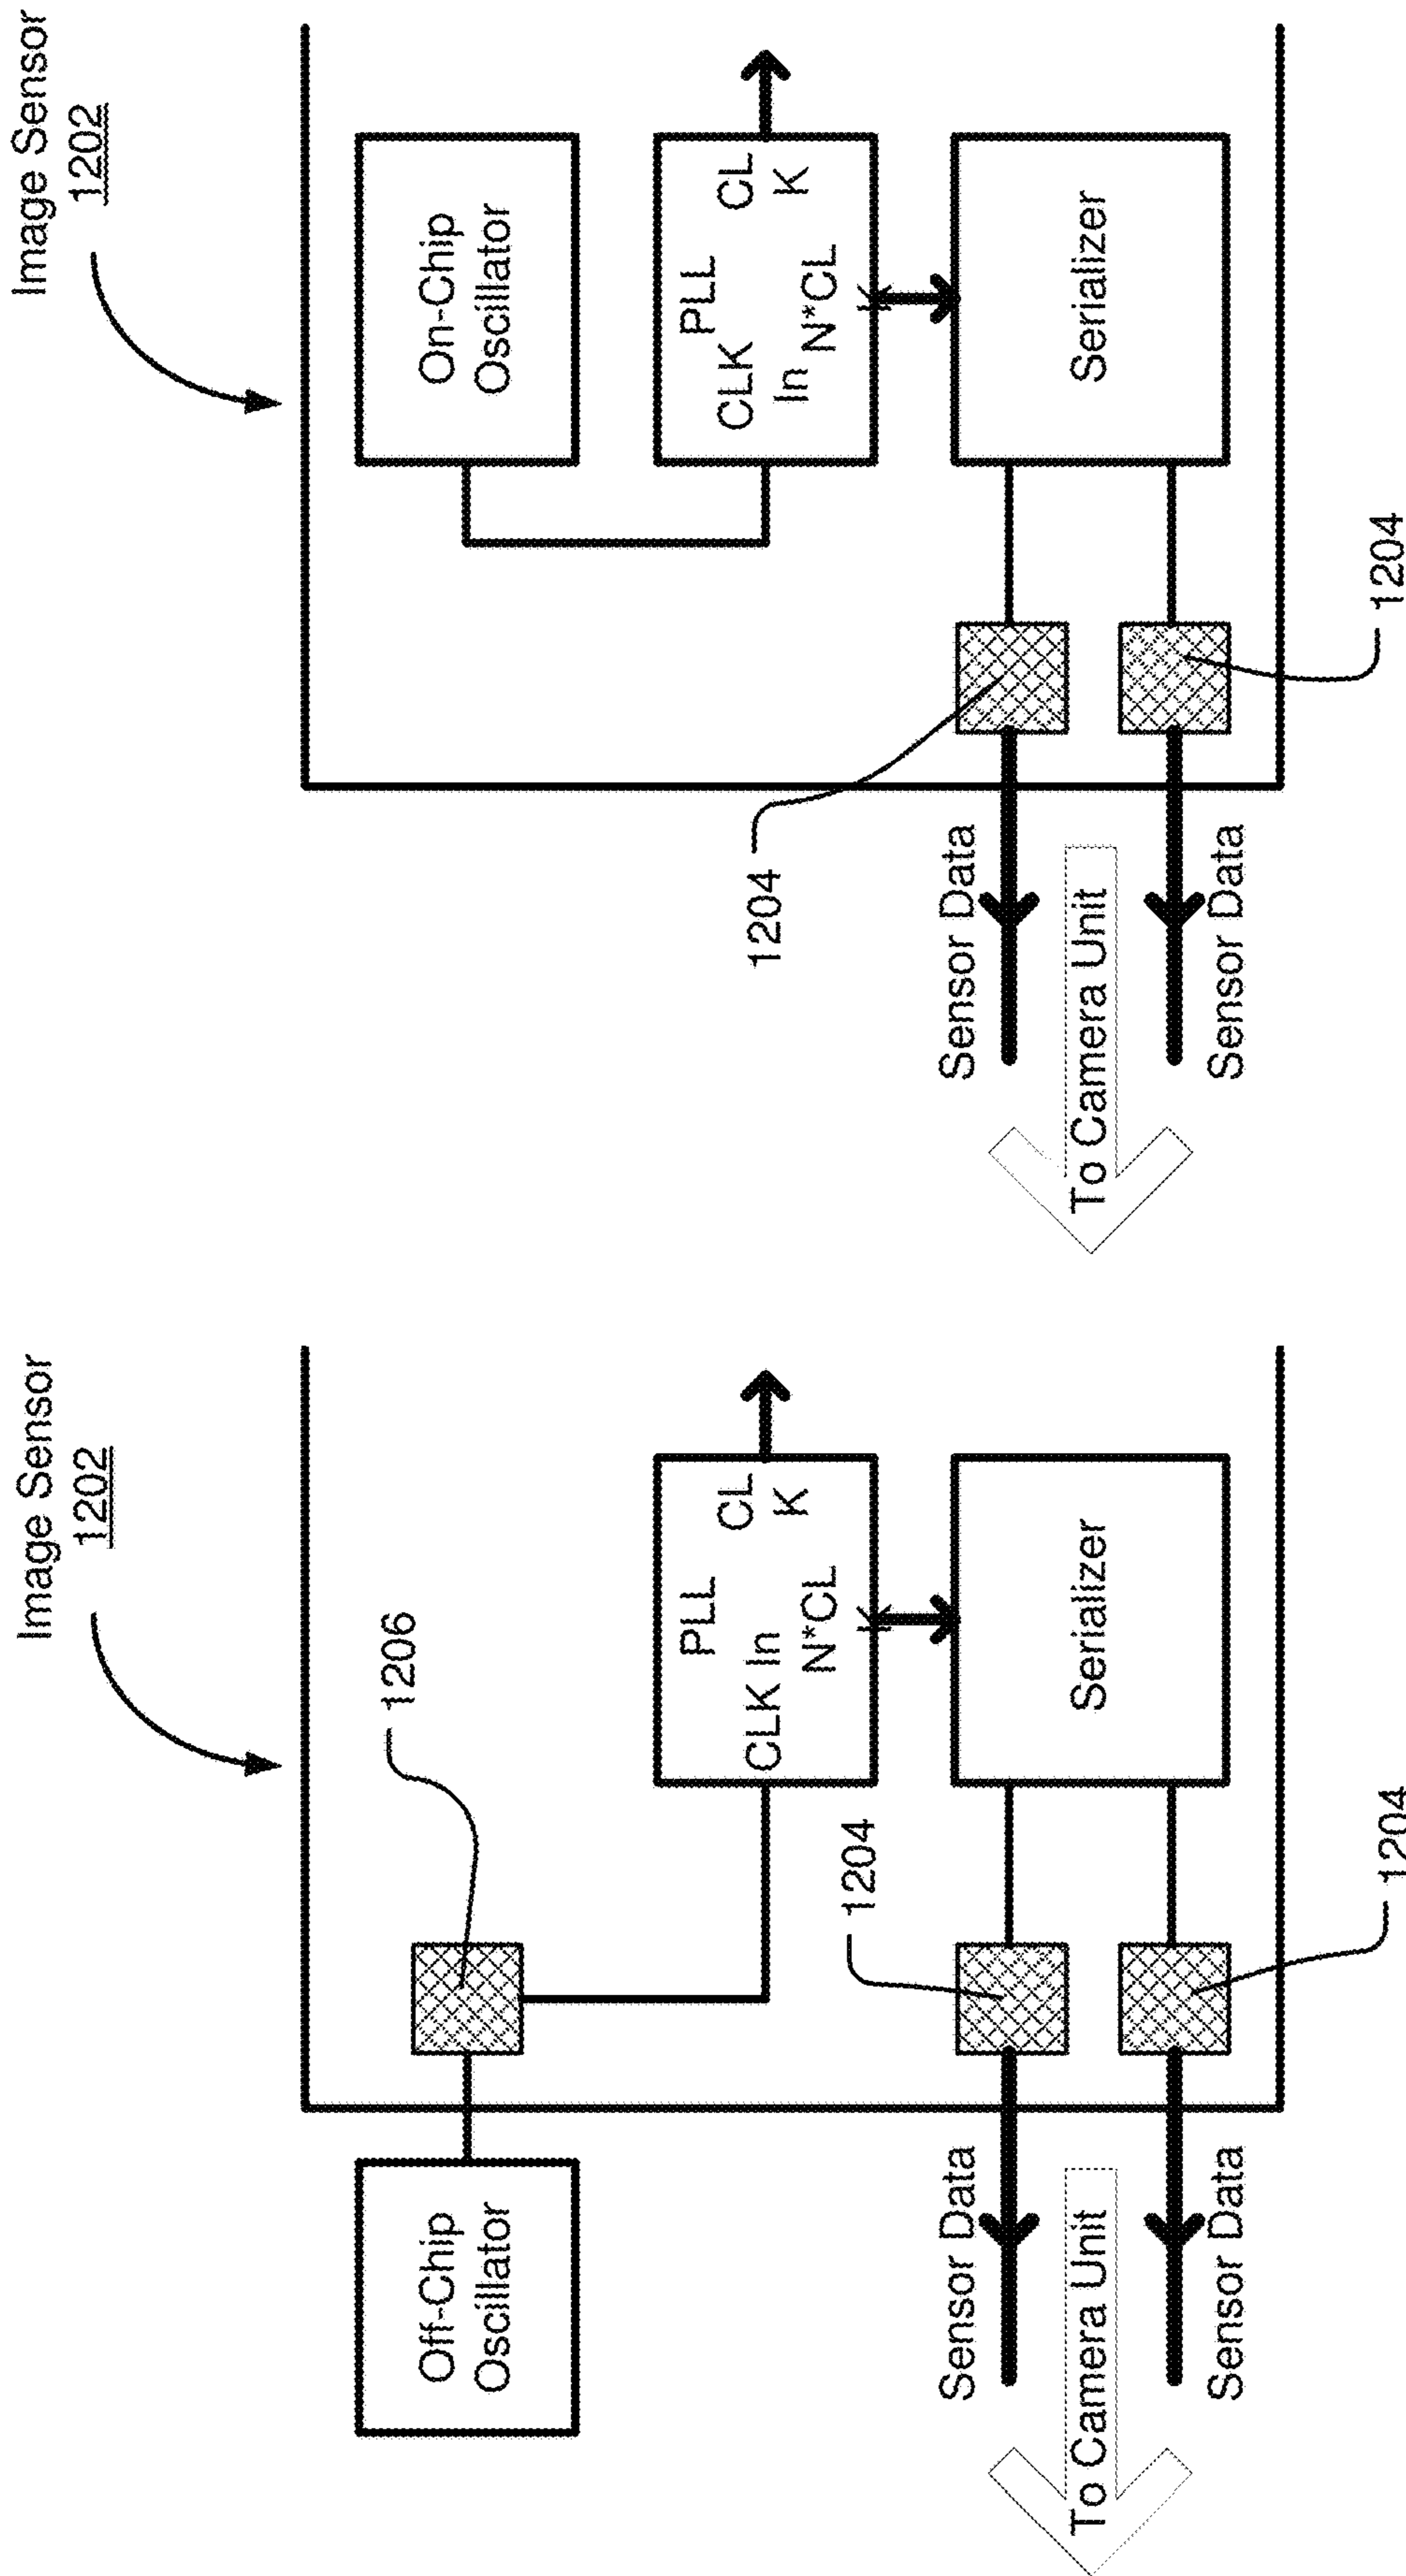 Image Sensor
1202
1206
Off-Chip
Oscillator
PLL
CLK In
CL
K
N*CL
K
Serializer
1204
1204
Sensor Data
To Camera Unit
Sensor Data
Image Sensor
1202
On-Chip
Oscillator
PLL
CLK
In
CL
K
N*CL
K
Serializer
1204
1204
Sensor Data
To Camera Unit
Sensor Data